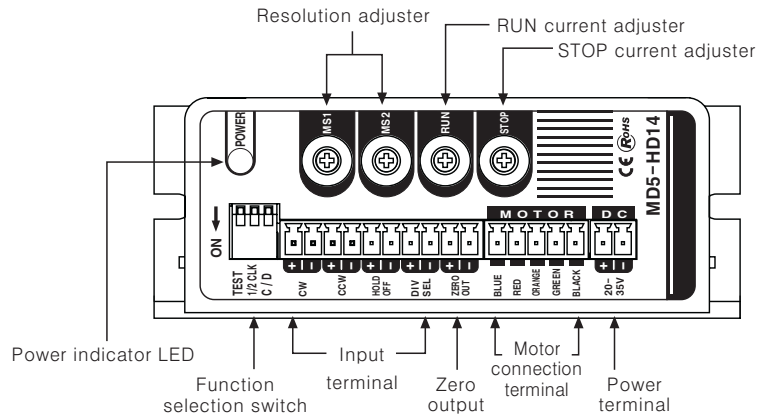 Resolution adjuster
RUN current adjuster
STOP current adjuster
POWER
MS1
MS2
RUN
STOP
CE RoHS
MD5-HD14
ON
MOTOR
DC
+ - + - + - + - + -
+ -
TEST
1/2 CLK
C / D
CW
CCW
HOLD
OFF
DIV
SEL
ZERO
OUT
BLUE
RED
ORANGE
GREEN
BLACK
20-
35V
Power indicator LED
Function
selection switch
Input
terminal
Zero
output
Motor
connection
terminal
Power
terminal